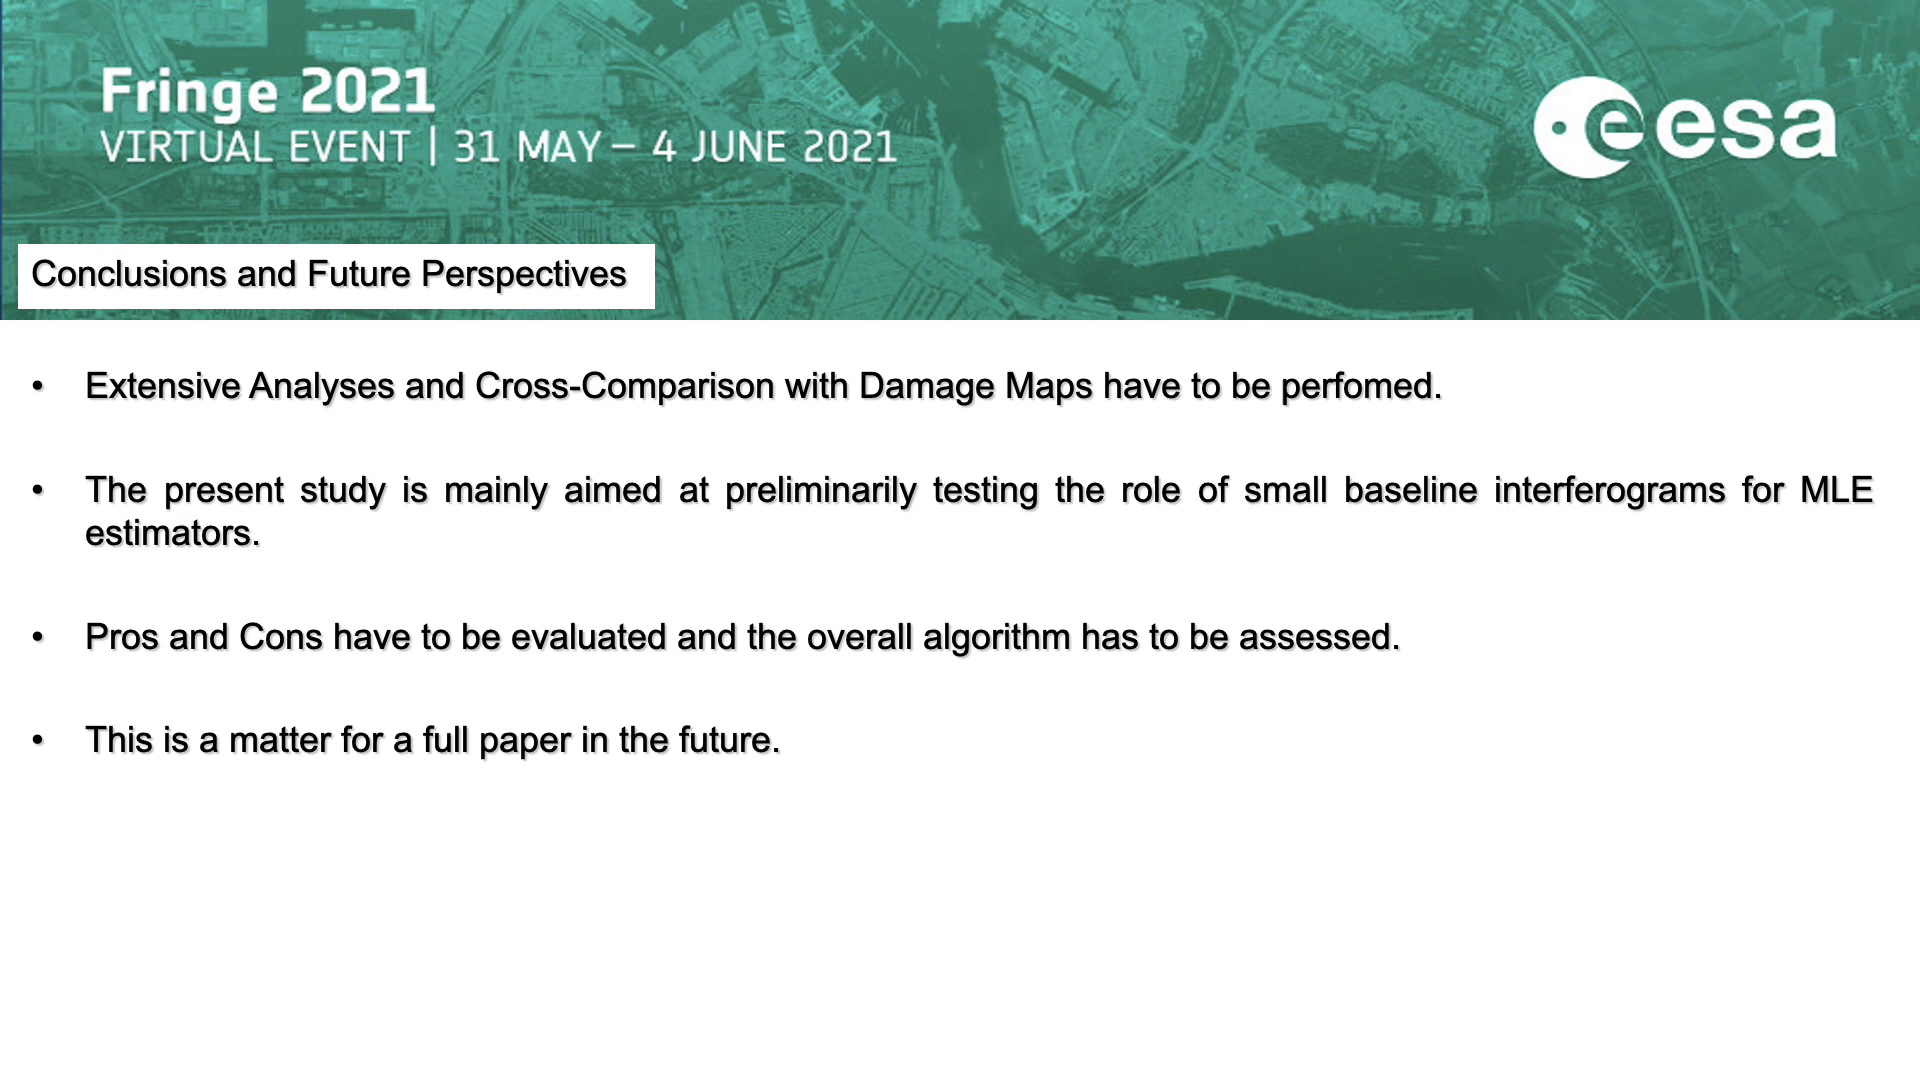 Fringe 2021
VIRTUAL EVENT | 31 MAY – 4 JUNE 2021
esa
Conclusions and Future Perspectives
• Extensive Analyses and Cross-Comparison with Damage Maps have to be perfomed.
• The present study is mainly aimed at preliminarily testing the role of small baseline interferograms for MLE
estimators.
• Pros and Cons have to be evaluated and the overall algorithm has to be assessed.
• This is a matter for a full paper in the future.